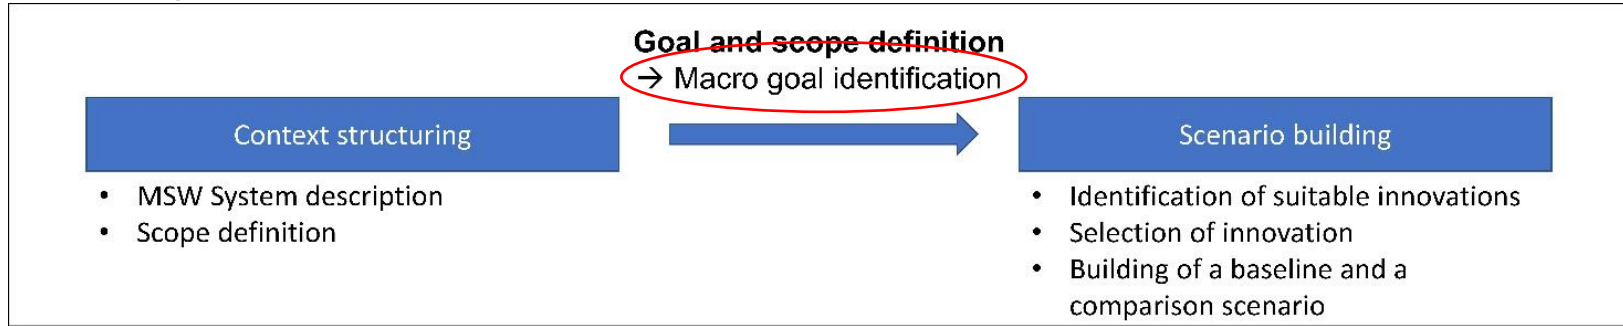 Goal and scope definition
→ Macro goal identification
Context structuring
• MSW System description
• Scope definition
Scenario building
• Identification of suitable innovations
• Selection of innovation
• Building of a baseline and a
comparison scenario